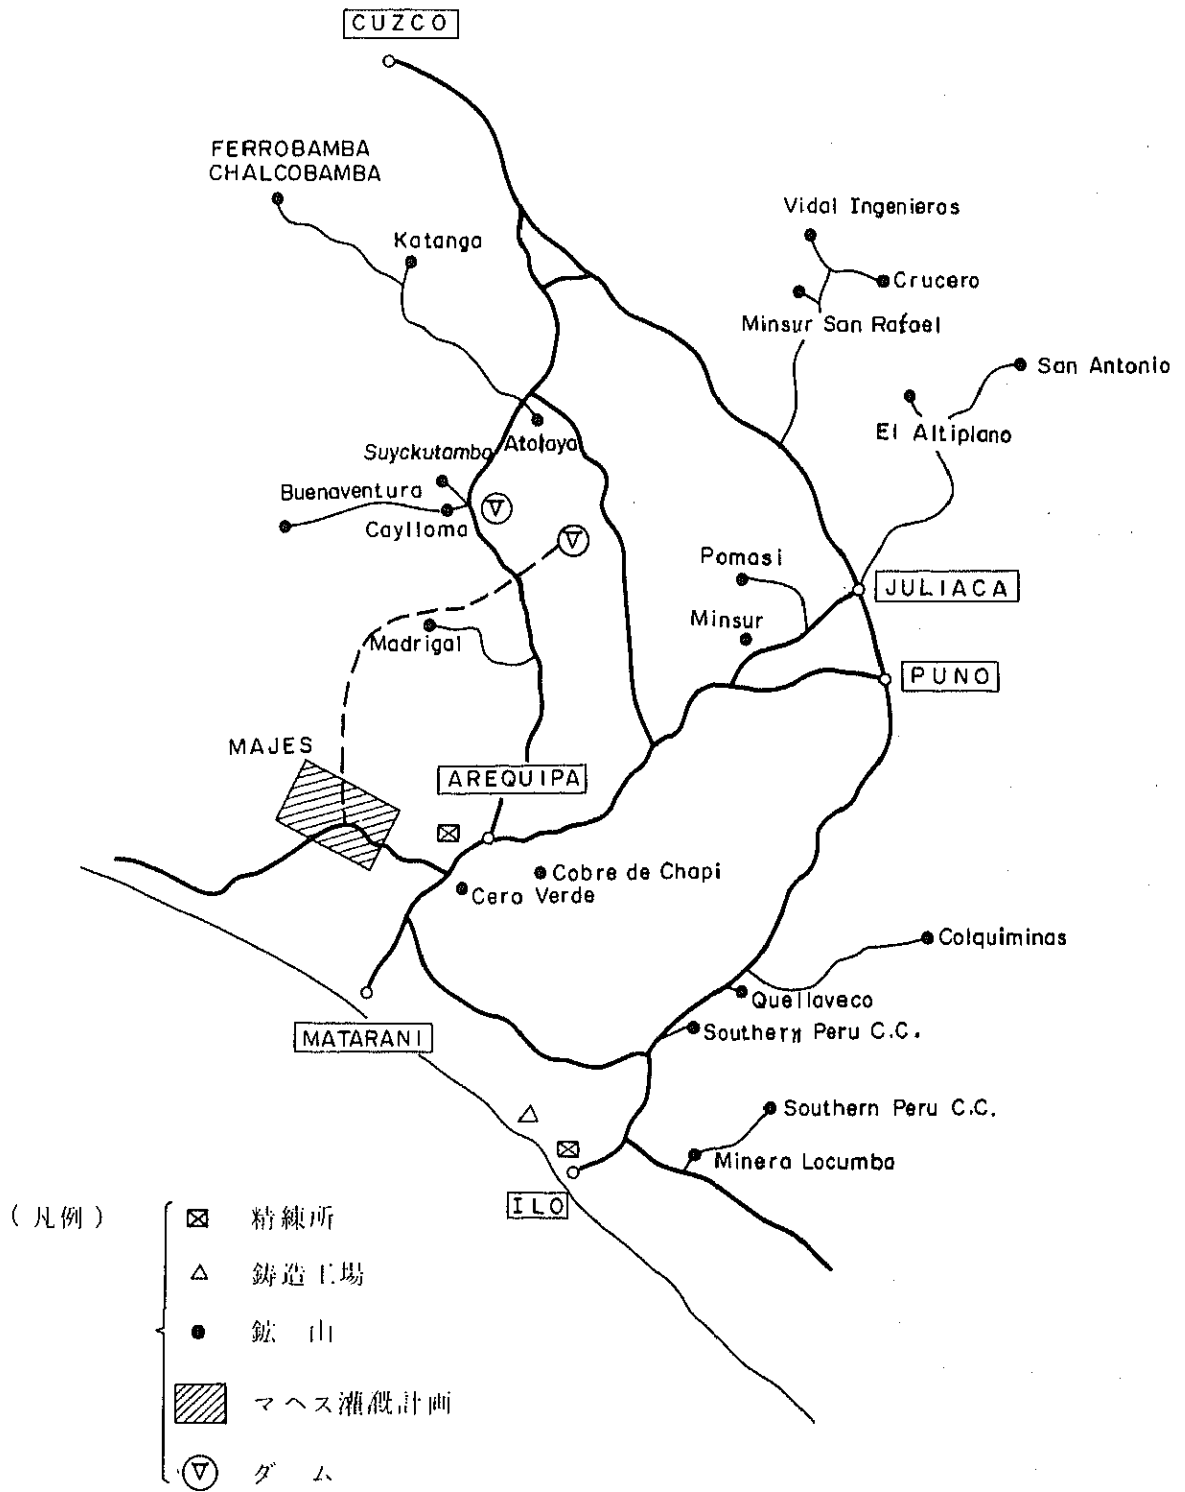 CUZCO
FERROBAMBA
CHALCOBAMBA
Katanga
Vidal Ingenieros
Crucero
Minsur San Rafael
San Antonio
El Altiplano
Atalaya
Suyckutambo
Buenaventura
Caylloma
Pomasi
JULIACA
Minsur
Madrigal
PUNO
MAJES
AREQUIPA
Cobre de Chapi
Cero Verde
Colquiminas
Quellaveco
Southern Peru C.C.
MATARANI
Southern Peru C.C.
Minera Locumba
ILO
(凡例)
精練所
鋳造工場
鉱 山
マヘス灌漑計画
ダ ム